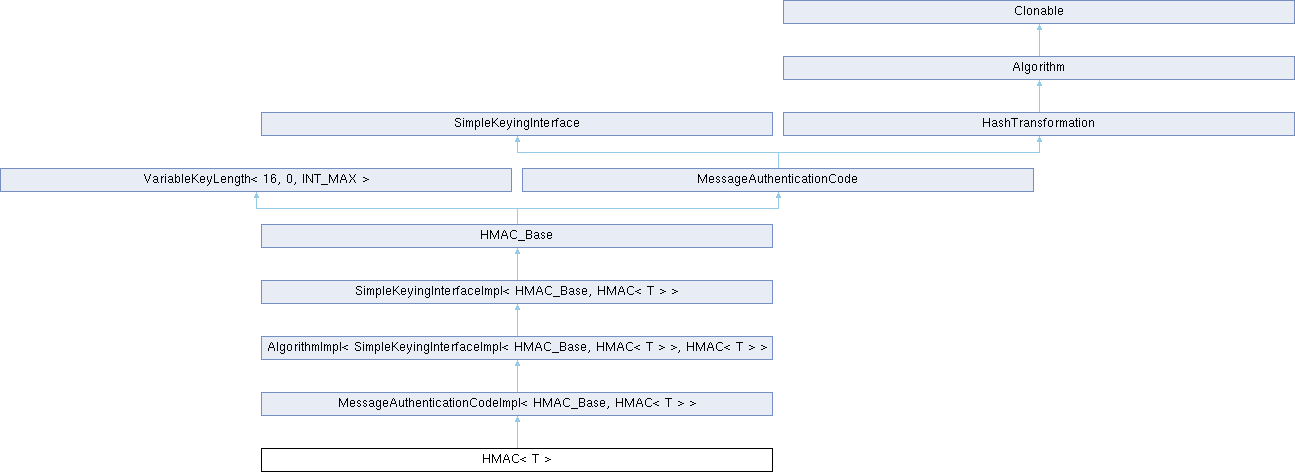 Clonable
Algorithm
SimpleKeyingInterface
HashTransformation
VariableKeyLength< 16, 0, INT_MAX >
MessageAuthenticationCode
HMAC_Base
SimpleKeyingInterfaceImpl< HMAC_Base, HMAC< T > >
AlgorithmImpl< SimpleKeyingInterfaceImpl< HMAC_Base, HMAC< T > >, HMAC< T > >
MessageAuthenticationCodeImpl< HMAC_Base, HMAC< T > >
HMAC< T >